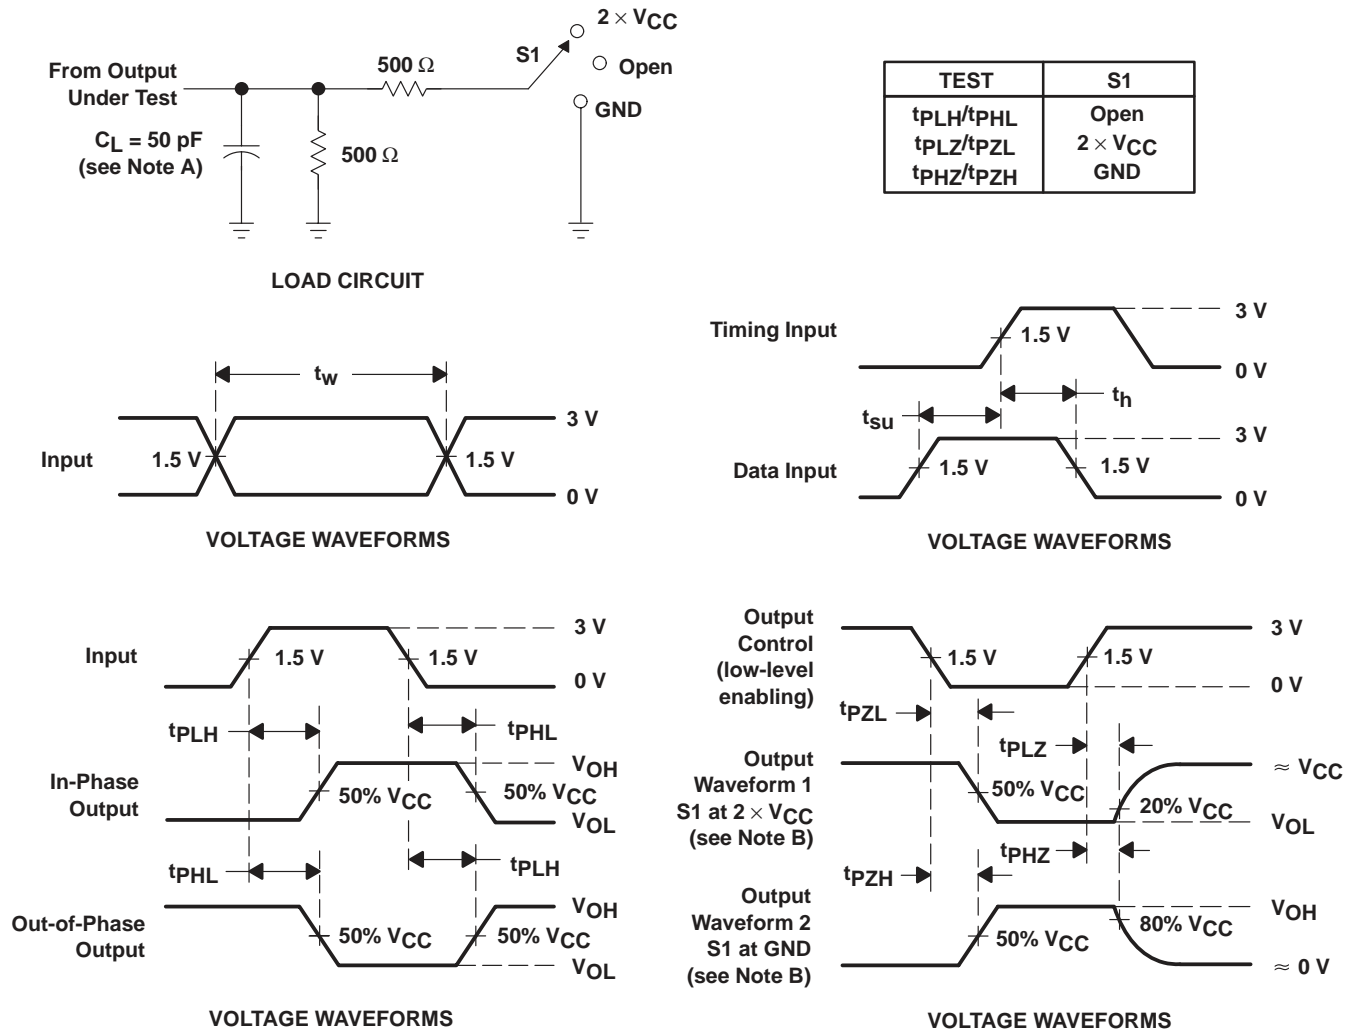 2 × VCC
S1
Open
GND
From Output
Under Test
500 Ω
CL = 50 pF
(see Note A)
500 Ω
LOAD CIRCUIT
TEST S1
tPLH/tPHL Open
tPLZ/tPZL 2 × VCC
tPHZ/tPZH GND
tw
Input
1.5 V
1.5 V
3 V
0 V
VOLTAGE WAVEFORMS
Timing Input
1.5 V
3 V
0 V
th
tsu
Data Input
1.5 V
1.5 V
3 V
0 V
VOLTAGE WAVEFORMS
Input
1.5 V
1.5 V
3 V
0 V
tPLH
tPHL
In-Phase
Output
50% VCC
50% VCC
VOH
VOL
tPHL
tPLH
Out-of-Phase
Output
50% VCC
50% VCC
VOH
VOL
VOLTAGE WAVEFORMS
Output
Control
(low-level
enabling)
1.5 V
1.5 V
3 V
0 V
tPZL
tPLZ
Output
Waveform 1
S1 at 2 × VCC
(see Note B)
50% VCC
20% VCC
≈ VCC
VOL
tPHZ
tPZH
Output
Waveform 2
S1 at GND
(see Note B)
50% VCC
80% VCC
VOH
≈ 0 V
VOLTAGE WAVEFORMS